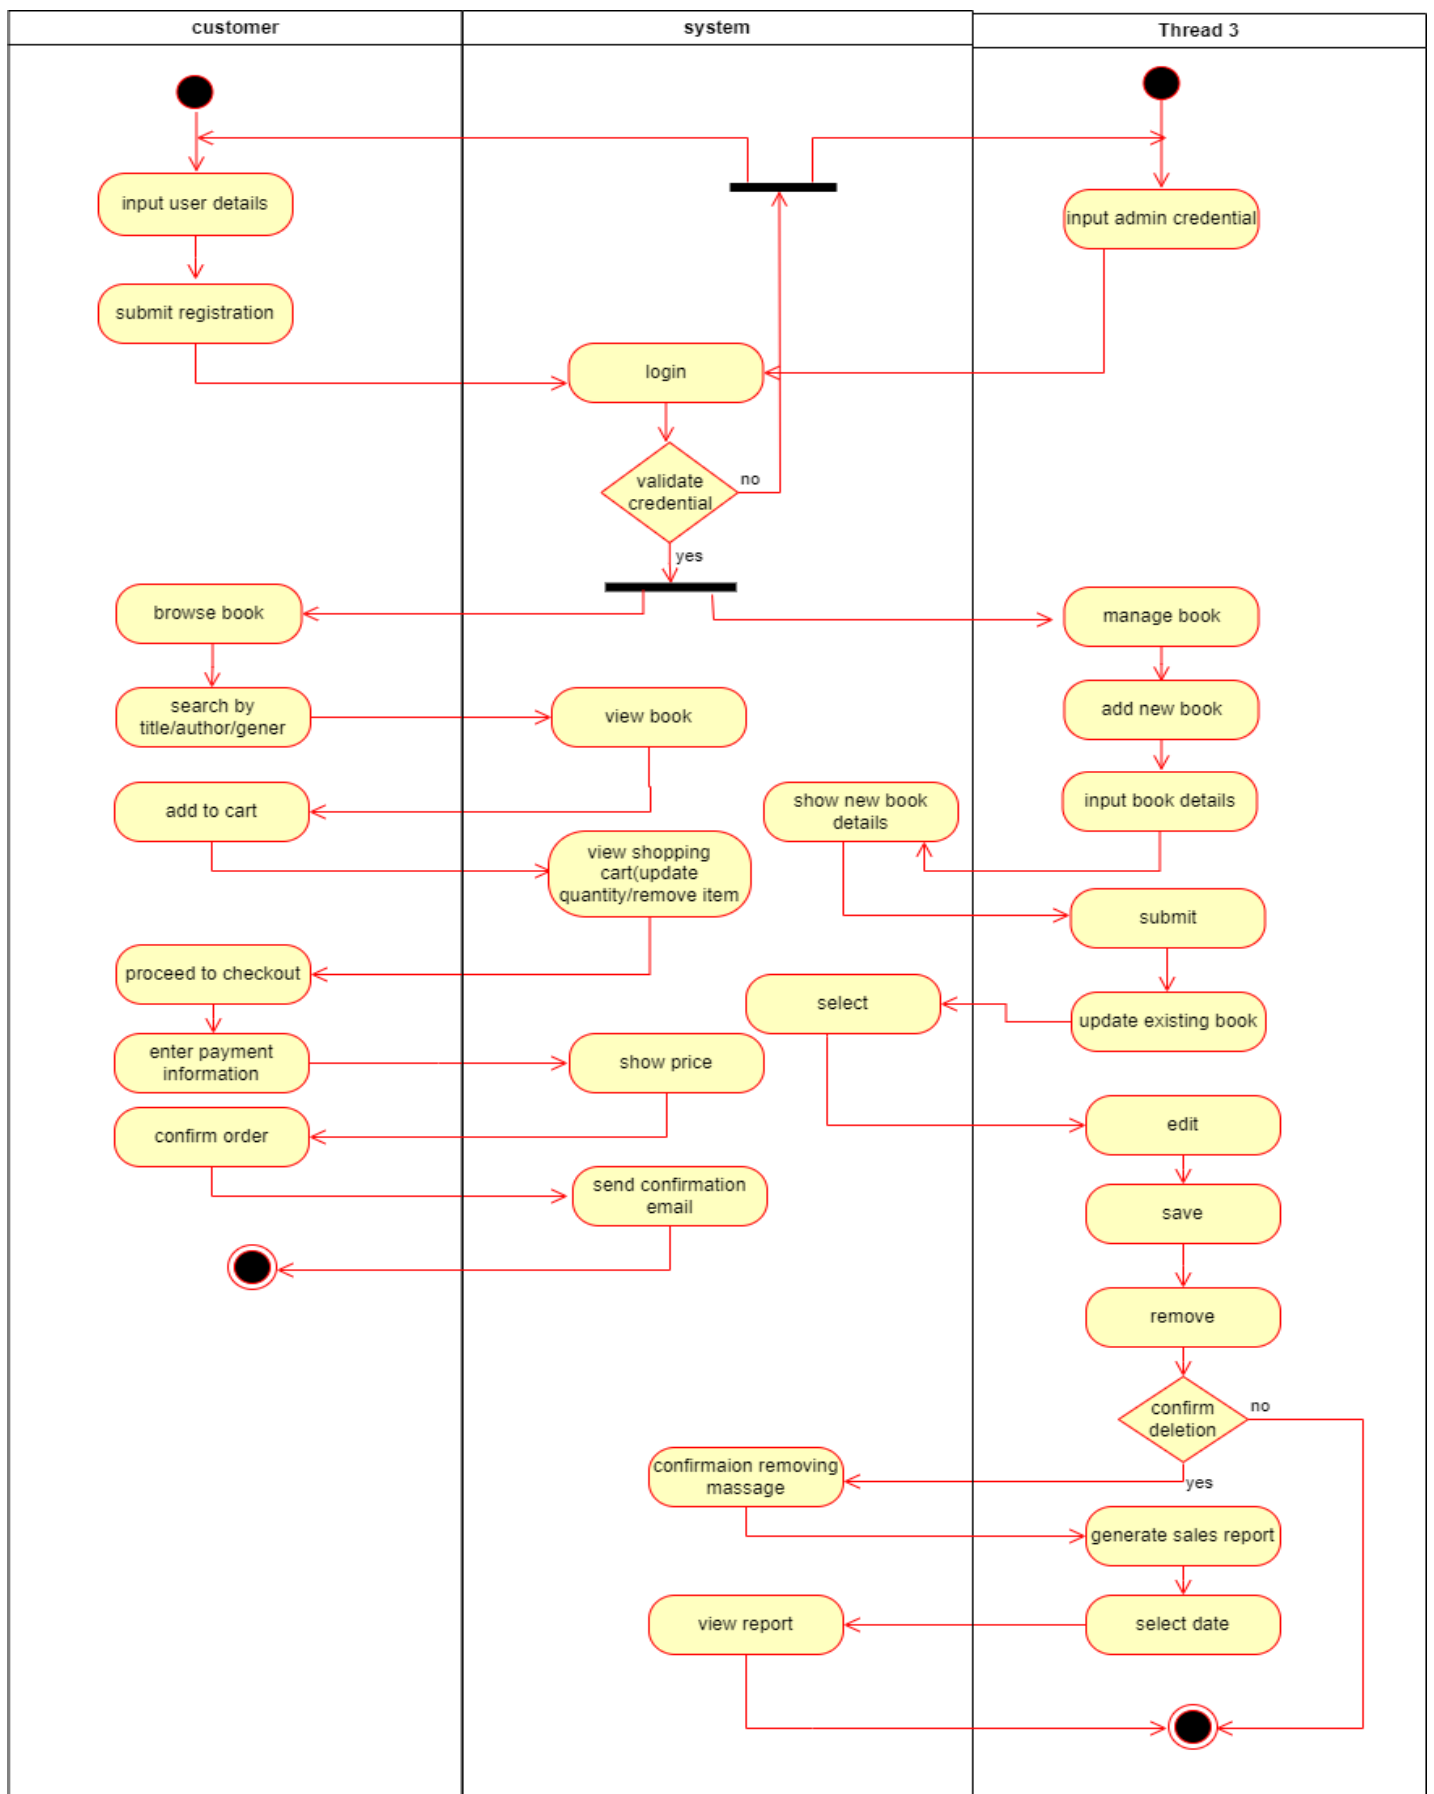 customer
system
Thread 3
input user details
input admin credential
submit registration
login
validate
credential
no
yes
browse book
manage book
search by
title/author/gener
view book
add new book
add to cart
show new book
details
input book details
view shopping
cart(update
quantity/remove item
submit
proceed to checkout
select
update existing book
enter payment
information
show price
confirm order
edit
send confirmation
email
save
remove
confirm
deletion
no
yes
confirmaion removing
massage
generate sales report
view report
select date